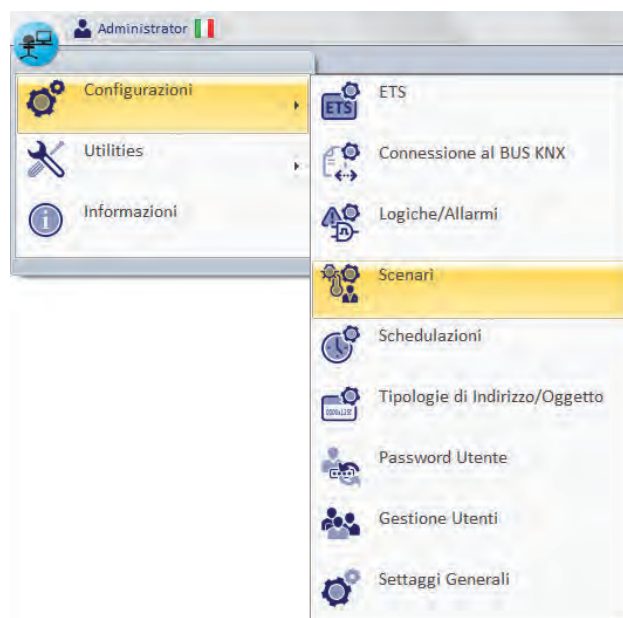 Administrator
Configurazioni
Utilities
Informazioni
ETS
ETS
Connessione al BUS KNX
Logiche/Allarmi
Scenari
Schedulazioni
Tipologie di Indirizzo/Oggetto
Password Utente
Gestione Utenti
Settaggi Generali